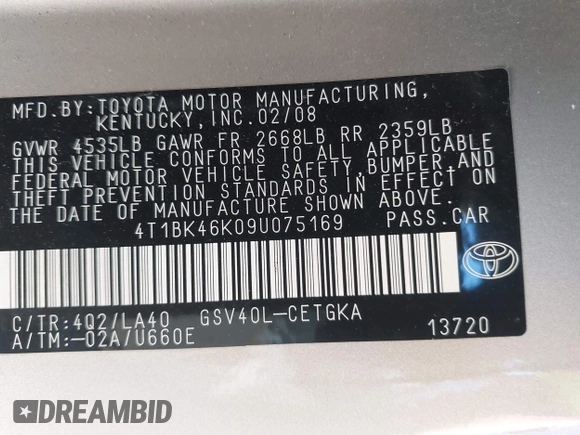 MFD.BY:TOYOTA MOTOR MANUFACTURING,
KENTUCKY,INC.02/08
GVWR 4535LB GAWR FR 2668LB RR 2359LB
THIS VEHICLE CONFORMS TO ALL APPLICABLE
FEDERAL MOTOR VEHICLE SAFETY,BUMPER,AND
THEFT PREVENTION STANDARDS IN EFFECT ON
THE DATE OF MANUFACTURE SHOWN ABOVE.
4T1BK46K09U075169 PASS.CAR
C/TR:4Q2/LA40 GSV40L-CETGKA
A/TM:-02A/U660E 13720
DREAMBID